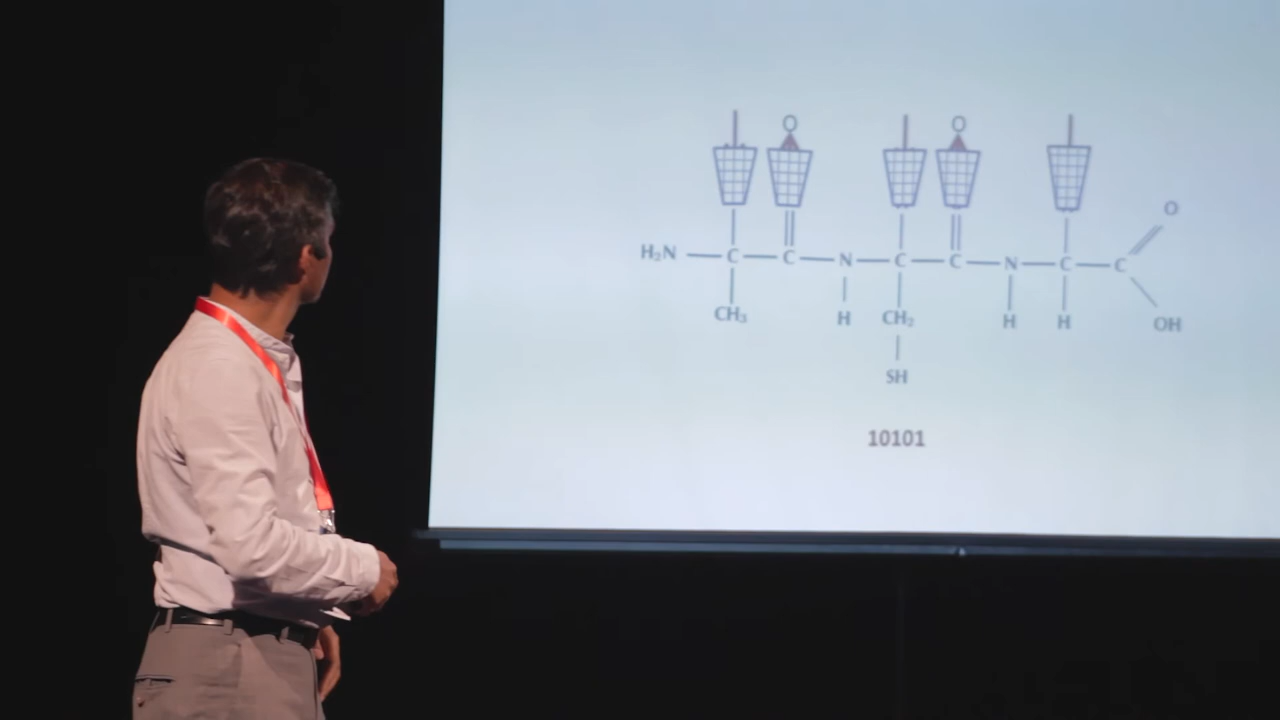 O O
O
H₂N C C N C C N C C
CH₃ H CH₂ H H OH
SH
10101